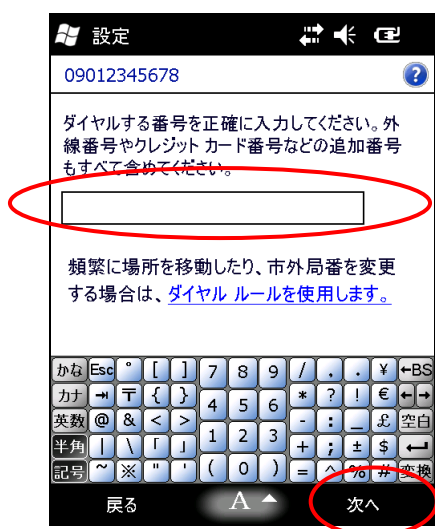 設定
09012345678
ダイヤルする番号を正確に入力してください。外
線番号やクレジット カード番号などの追加番号
もすべて含めてください。
頻繁に場所を移動したり、市外局番を変更
する場合は、ダイヤル ルールを使用します。
かな Esc ° [ ] 7 8 9 / , . ¥ ←BS
カナ ⇥ 〒 { } 4 5 6 * ? ! € ← →
英数 @ & < > - : _ £ 空白
半角 | \ 「 」 1 2 3 + ; ± $ ↵
記号 ~ ※ " ' ( 0 ) = ^ % # 変換
戻る A 次へ